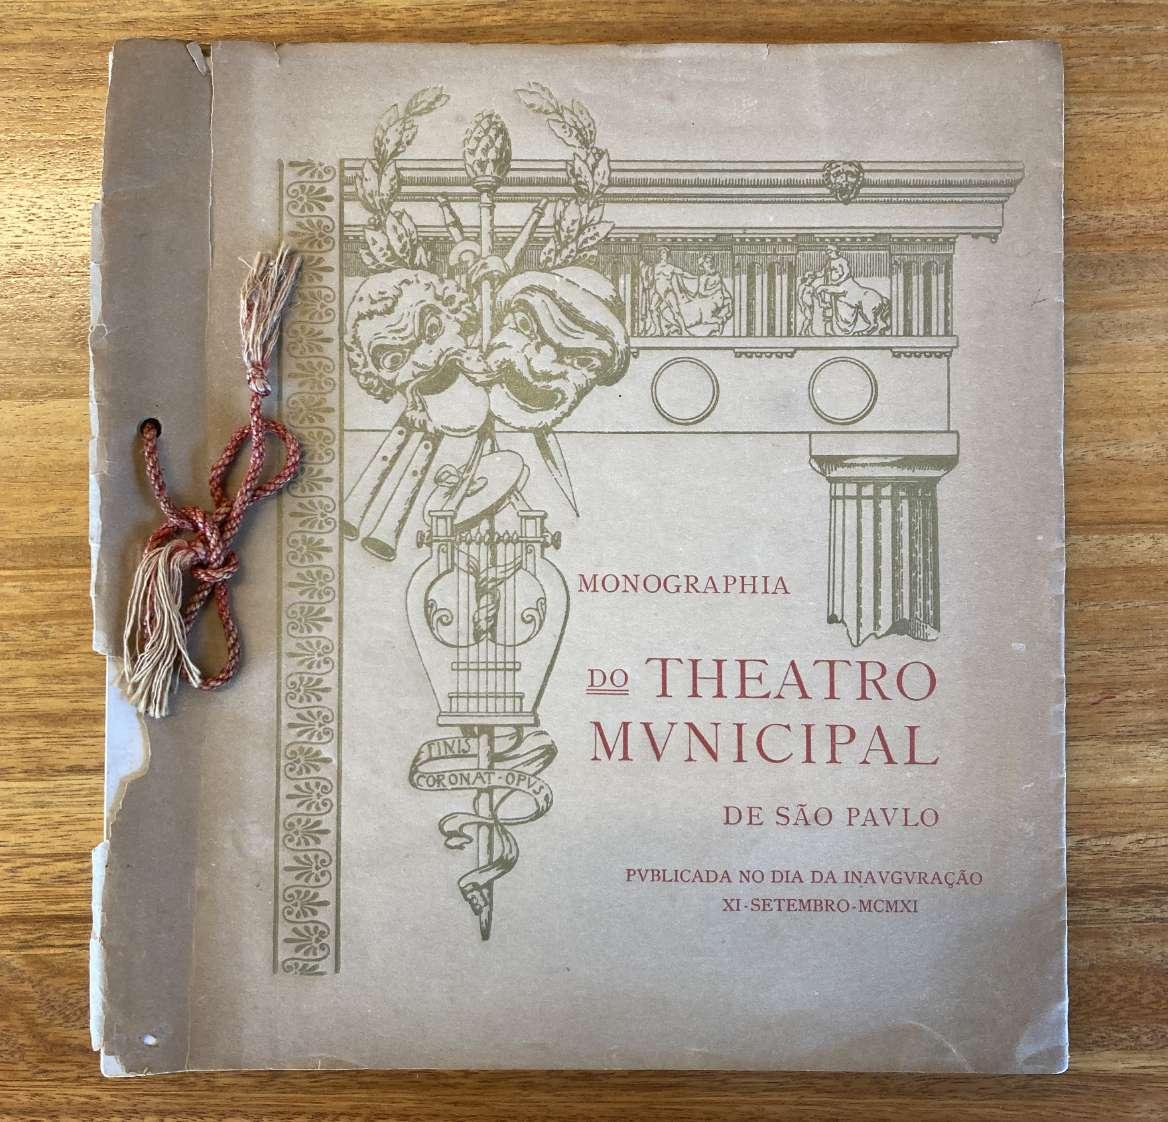 MONOGRAPHIA
DO THEATRO
MVNICIPAL
DE SÃO PAVLO
PVBLICADA NO DIA DA INAVGVRAÇÃO
XI-SETEMBRO-MCMXI
FINIS
CORONAT-OPVS